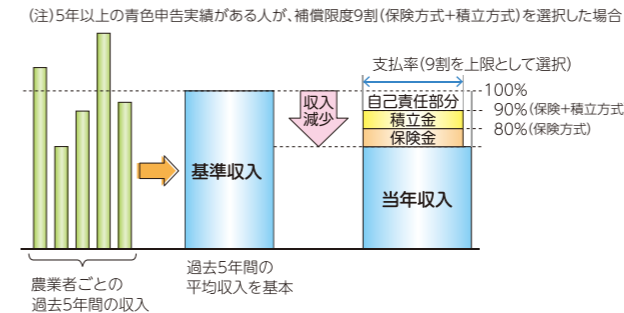 (注)5年以上の青色申告実績がある人が、補償限度9割(保険方式+積立方式)を選択した場合
支払率(9割を上限として選択)
100%
収入
減少
自己責任部分
90%(保険+積立方式
積立金
80%(保険方式)
保険金
基準収入
当年収入
農業者ごとの
過去5年間の収入
過去5年間の
平均収入を基本